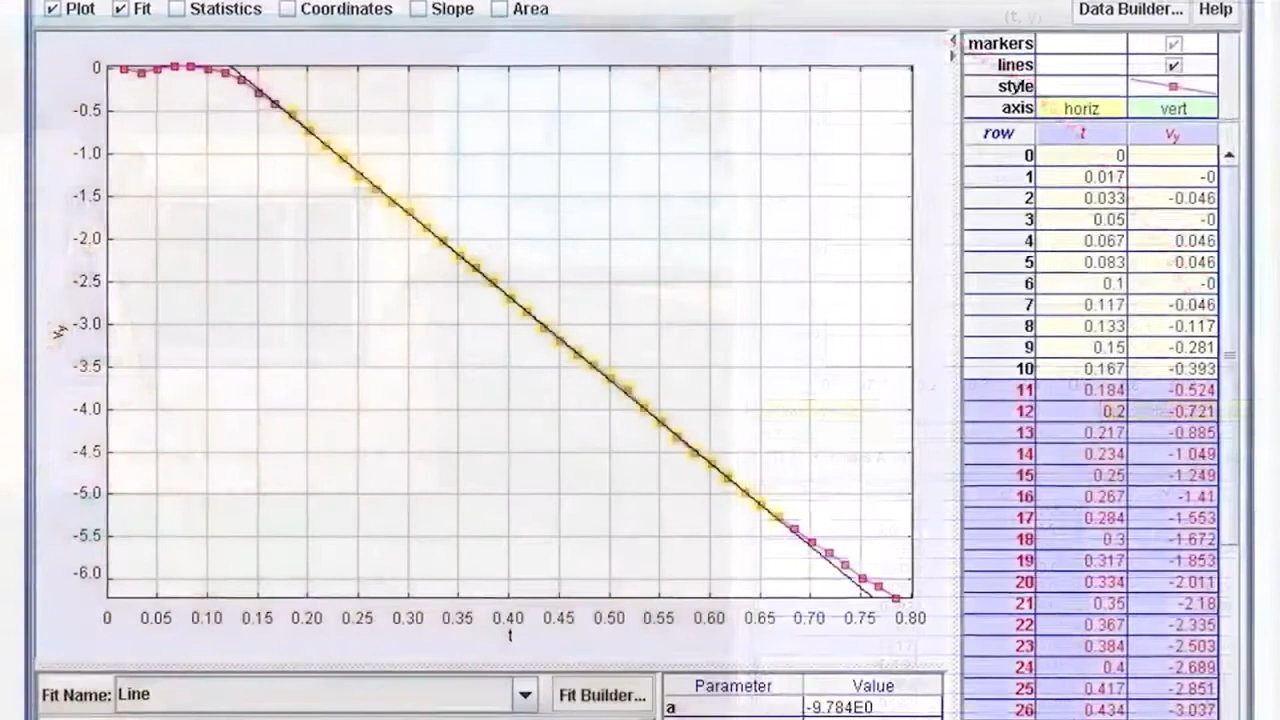 Plot Fit Statistics Coordinates Slope Area Data Builder... Help
markers
lines
style
axis horiz vert
row t vy
0 0
1 0.017 -0
2 0.033 -0.046
3 0.05 -0
4 0.067 0.046
5 0.083 -0.046
6 0.1 -0
7 0.117 -0.046
8 0.133 -0.117
9 0.15 -0.281
10 0.167 -0.393
11 0.184 -0.524
12 0.2 -0.721
13 0.217 -0.885
14 0.234 -1.049
15 0.25 -1.249
16 0.267 -1.41
17 0.284 -1.553
18 0.3 -1.672
19 0.317 -1.853
20 0.334 -2.011
21 0.35 -2.18
22 0.367 -2.335
23 0.384 -2.503
24 0.4 -2.689
25 0.417 -2.851
26 0.434 -3.037
0
-0.5
-1.0
-1.5
-2.0
-2.5
-3.0
-3.5
-4.0
-4.5
-5.0
-5.5
-6.0
vy
0 0.05 0.10 0.15 0.20 0.25 0.30 0.35 0.40 0.45 0.50 0.55 0.60 0.65 0.70 0.75 0.80
t
Fit Name: Line Fit Builder...
Parameter Value
a -9.784E0